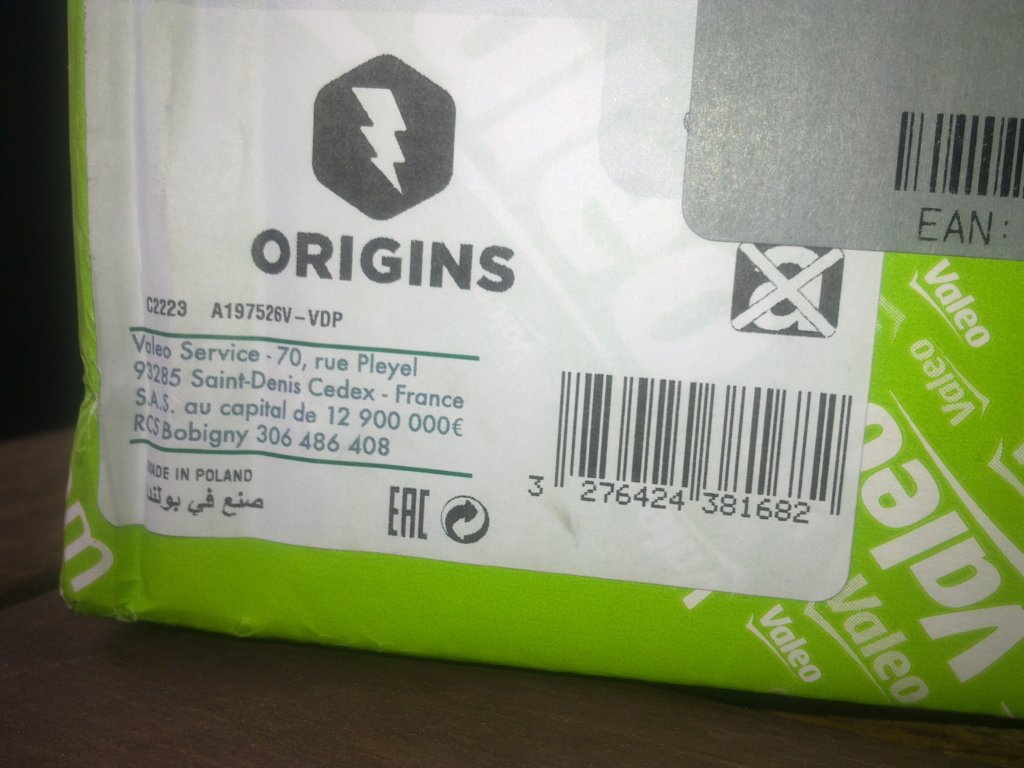 ORIGINS
C2223 A197526V-VDP
Valeo Service - 70, rue Pleyel
93285 Saint-Denis Cedex - France
S.A.S. au capital de 12 900 000€
RCS Bobigny 306 486 408
MADE IN POLAND
صنع في بولندا
EAC
3 276424 381682
EAN:
Valeo
Valeo
Valeo
Valeo
Valeo